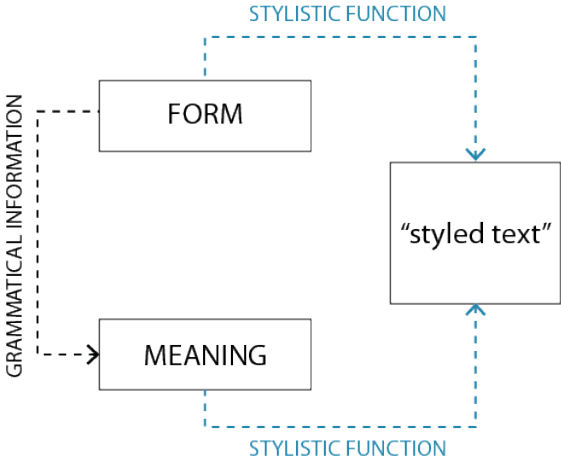 STYLISTIC FUNCTION
FORM
GRAMMATICAL INFORMATION
“styled text”
MEANING
STYLISTIC FUNCTION